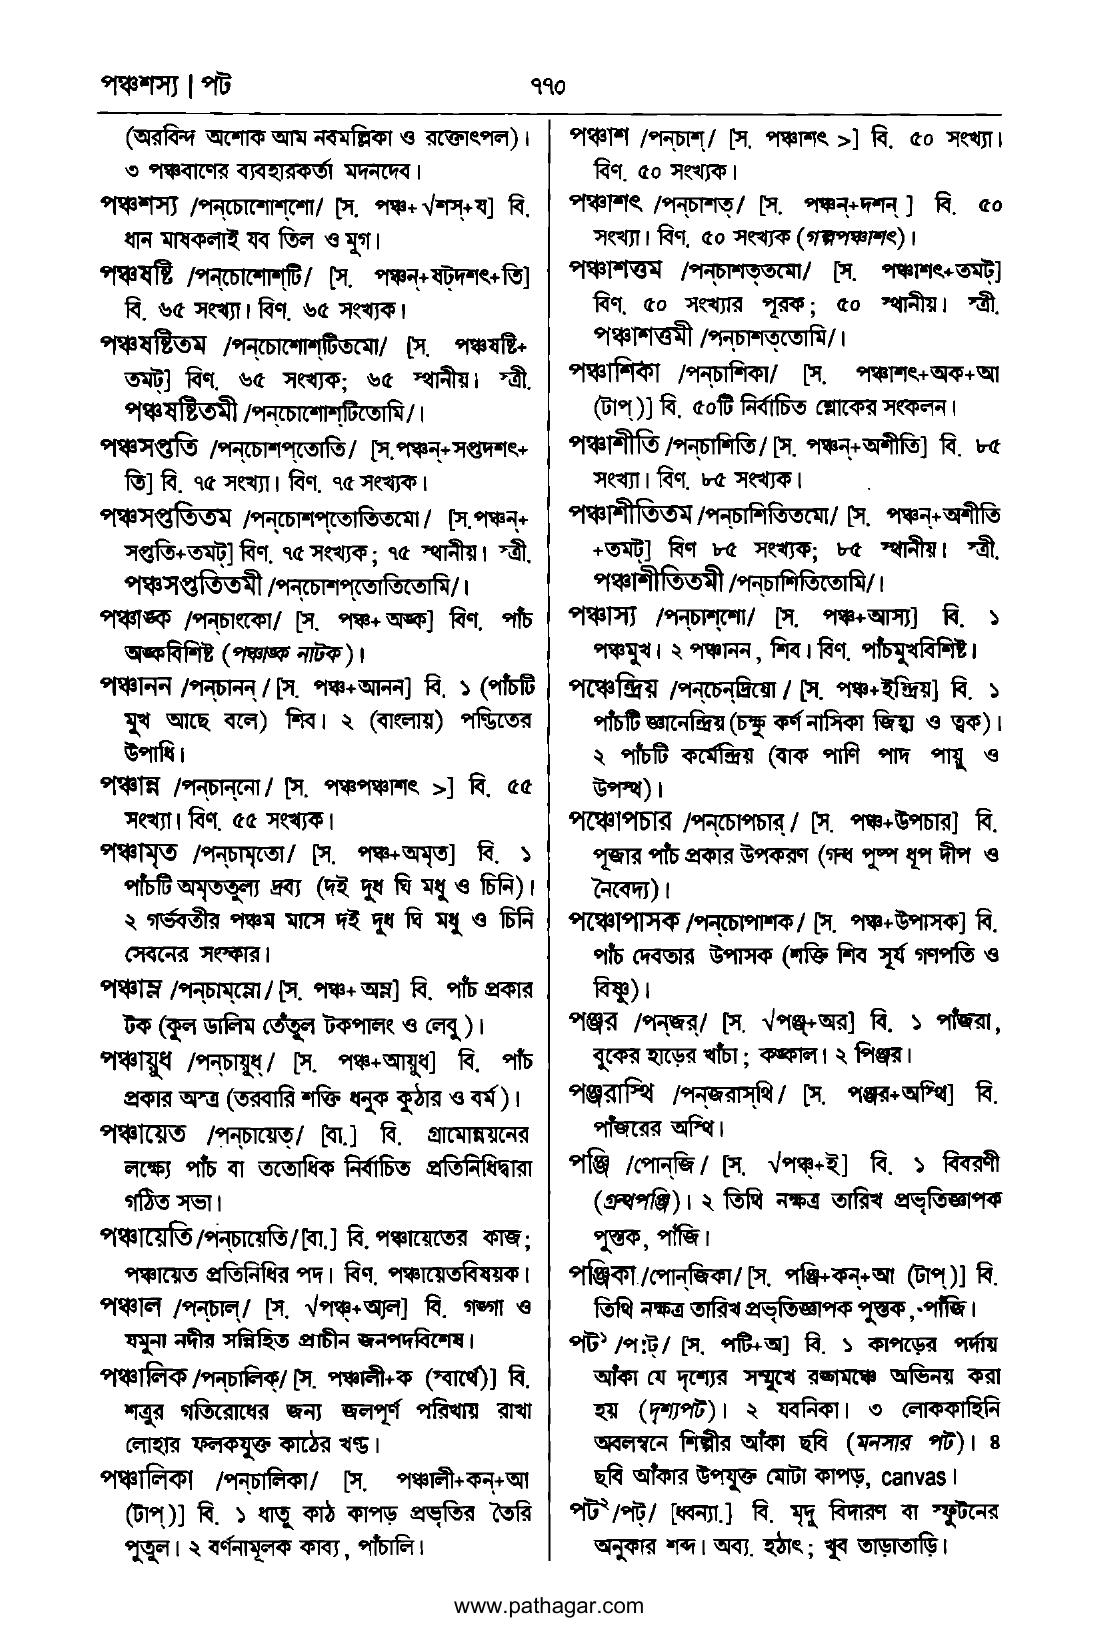 পঞ্চশস্য | পট
৭৭০
(অরবিন্দ অশোক আম নবমল্লিকা ও রক্তোৎপল)।
৩ পঞ্চবাণের ব্যবহারকর্তা মদনদেব।
পঞ্চশস্য /পন্‌চোশোশ্‌শো/ [স. পঞ্চ+√শস্‌+য] বি.
ধান মাষকলাই যব তিল ও মুগ।
পঞ্চষষ্টি /পন্‌চোশোশ্‌টি/ [স. পঞ্চন্‌+ষট্‌দশৎ+তি]
বি. ৬৫ সংখ্যা। বিণ. ৬৫ সংখ্যক।
পঞ্চষষ্টিতম /পন্‌চোশোশ্‌টিতমো/ [স. পঞ্চষষ্টি+
তমট্‌] বিণ. ৬৫ সংখ্যক; ৬৫ স্থানীয়। স্ত্রী.
পঞ্চষষ্টিতমী /পন্‌চোশোশ্‌টিতোমি/।
পঞ্চসপ্ততি /পন্‌চোশপ্‌তোতি/ [স.পঞ্চন্‌+সপ্তদশৎ+
তি] বি. ৭৫ সংখ্যা। বিণ. ৭৫ সংখ্যক।
পঞ্চসপ্ততিতম /পন্‌চোশপ্‌তোতিতমো/ [স.পঞ্চন্‌+
সপ্ততি+তমট্‌] বিণ. ৭৫ সংখ্যক; ৭৫ স্থানীয়। স্ত্রী.
পঞ্চসপ্ততিতমী /পন্‌চোশপ্‌তোতিতোমি/।
পঞ্চাঙ্ক /পন্‌চাংকো/ [স. পঞ্চ+ অঙ্ক] বিণ. পাঁচ
অঙ্কবিশিষ্ট (পঞ্চাঙ্ক নাটক)।
পঞ্চানন /পন্‌চানন্‌/ [স. পঞ্চ+আনন] বি. ১ (পাঁচটি
মুখ আছে বলে) শিব। ২ (বাংলায়) পণ্ডিতের
উপাধি।
পঞ্চান্ন /পন্‌চান্‌নো/ [স. পঞ্চপঞ্চাশৎ >] বি. ৫৫
সংখ্যা। বিণ. ৫৫ সংখ্যক।
পঞ্চামৃত /পন্‌চামৃতো/ [স. পঞ্চ+অমৃত] বি. ১
পাঁচটি অমৃততুল্য দ্রব্য (দই দুধ ঘি মধু ও চিনি)।
২ গর্ভবতীর পঞ্চম মাসে দই দুধ ঘি মধু ও চিনি
সেবনের সংস্কার।
পঞ্চাম্ল /পন্‌চাম্‌ম্লো/ [স. পঞ্চ+ অম্ল] বি. পাঁচ প্রকার
টক (কুল ডালিম তেঁতুল টকপালং ও লেবু)।
পঞ্চায়ুধ /পন্‌চায়ুধ্‌/ [স. পঞ্চ+আয়ুধ] বি. পাঁচ
প্রকার অস্ত্র (তরবারি শক্তি ধনুক কুঠার ও বর্ম)।
পঞ্চায়েত /পন্‌চায়েত্‌/ [বা.] বি. গ্রামোন্নয়নের
লক্ষ্যে পাঁচ বা ততোধিক নির্বাচিত প্রতিনিধিদ্বারা
গঠিত সভা।
পঞ্চায়েতি /পন্‌চায়েতি/ [বা.] বি. পঞ্চায়েতের কাজ;
পঞ্চায়েত প্রতিনিধির পদ। বিণ. পঞ্চায়েতবিষয়ক।
পঞ্চাল /পন্‌চাল্‌/ [স. √পঞ্চ্‌+আল] বি. গঙ্গা ও
যমুনা নদীর সন্নিহিত প্রাচীন জনপদবিশেষ।
পঞ্চালিক /পন্‌চালিক্‌/ [স. পঞ্চালী+ক (স্বার্থে)] বি.
শত্রুর গতিরোধের জন্য জলপূর্ণ পরিখায় রাখা
লোহার ফলকযুক্ত কাঠের খণ্ড।
পঞ্চালিকা /পন্‌চালিকা/ [স. পঞ্চালী+কন্‌+আ
(টাপ্‌)] বি. ১ ধাতু কাঠ কাপড় প্রভৃতির তৈরি
পুতুল। ২ বর্ণনামূলক কাব্য, পাঁচালি।
পঞ্চাশ /পন্‌চাশ্‌/ [স. পঞ্চাশৎ >] বি. ৫০ সংখ্যা।
বিণ. ৫০ সংখ্যক।
পঞ্চাশৎ /পন্‌চাশত্‌/ [স. পঞ্চন্‌+দশন্‌ ] বি. ৫০
সংখ্যা। বিণ. ৫০ সংখ্যক (গল্পপঞ্চাশৎ)।
পঞ্চাশত্তম /পন্‌চাশত্‌তমো/ [স. পঞ্চাশৎ+তমট্‌]
বিণ. ৫০ সংখ্যার পূরক; ৫০ স্থানীয়। স্ত্রী.
পঞ্চাশত্তমী /পন্‌চাশত্‌তোমি/।
পঞ্চাশিকা /পন্‌চাশিকা/ [স. পঞ্চাশৎ+অক+আ
(টাপ্‌)] বি. ৫০টি নির্বাচিত শ্লোকের সংকলন।
পঞ্চাশীতি /পন্‌চাশিতি/ [স. পঞ্চন্‌+অশীতি] বি. ৮৫
সংখ্যা। বিণ. ৮৫ সংখ্যক।
পঞ্চাশীতিতম /পন্‌চাশিতিতমো/ [স. পঞ্চন্‌+অশীতি
+তমট্‌] বিণ ৮৫ সংখ্যক; ৮৫ স্থানীয়। স্ত্রী.
পঞ্চাশীতিতমী /পন্‌চাশিতিতোমি/।
পঞ্চাস্য /পন্‌চাশ্‌শো/ [স. পঞ্চ+আস্য] বি. ১
পঞ্চমুখ। ২ পঞ্চানন, শিব। বিণ. পাঁচমুখবিশিষ্ট।
পঞ্চেন্দ্রিয় /পন্‌চেন্‌দ্রিয়ো/ [স. পঞ্চ+ইন্দ্রিয়] বি. ১
পাঁচটি জ্ঞানেন্দ্রিয় (চক্ষু কর্ণ নাসিকা জিহ্বা ও ত্বক)।
২ পাঁচটি কর্মেন্দ্রিয় (বাক পাণি পাদ পায়ু ও
উপস্থ)।
পঞ্চোপচার /পন্‌চোপচার্‌/ [স. পঞ্চ+উপচার] বি.
পূজার পাঁচ প্রকার উপকরণ (গন্ধ পুষ্প ধূপ দীপ ও
নৈবেদ্য)।
পঞ্চোপাসক /পন্‌চোপাশক/ [স. পঞ্চ+উপাসক] বি.
পাঁচ দেবতার উপাসক (শক্তি শিব সূর্য গণপতি ও
বিষ্ণু)।
পঞ্জর /পন্‌জর্‌/ [স. √পঞ্জ্‌+অর] বি. ১ পাঁজরা,
বুকের হাড়ের খাঁচা; কঙ্কাল। ২ পিঞ্জর।
পঞ্জরাস্থি /পন্‌জরাস্‌থি/ [স. পঞ্জর+অস্থি] বি.
পাঁজরের অস্থি।
পঞ্জি /পোন্‌জি/ [স. √পঞ্চ্‌+ই] বি. ১ বিবরণী
(গ্রন্থপঞ্জি)। ২ তিথি নক্ষত্র তারিখ প্রভৃতিজ্ঞাপক
পুস্তক, পাঁজি।
পঞ্জিকা /পোন্‌জিকা/ [স. পঞ্জি+কন্‌+আ (টাপ্‌)] বি.
তিথি নক্ষত্র তারিখ প্রভৃতিজ্ঞাপক পুস্তক, পাঁজি।
পট১ /প:ট্‌/ [স. পটি+অ] বি. ১ কাপড়ের পর্দায়
আঁকা যে দৃশ্যের সম্মুখে রঙ্গমঞ্চে অভিনয় করা
হয় (দৃশ্যপট)। ২ যবনিকা। ৩ লোককাহিনি
অবলম্বনে শিল্পীর আঁকা ছবি (মনসার পট)। ৪
ছবি আঁকার উপযুক্ত মোটা কাপড়, canvas।
পট২ /পট্‌/ [ধ্বন্যা.] বি. মৃদু বিদারণ বা স্ফুটনের
অনুকার শব্দ। অব্য. হঠাৎ; খুব তাড়াতাড়ি।
www.pathagar.com